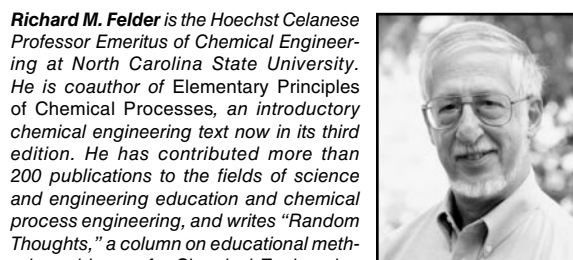 Richard M. Felder is the Hoechst Celanese
Professor Emeritus of Chemical Engineer-
ing at North Carolina State University.
He is coauthor of Elementary Principles
of Chemical Processes, an introductory
chemical engineering text now in its third
edition. He has contributed more than
200 publications to the fields of science
and engineering education and chemical
process engineering, and writes “Random
Thoughts,” a column on educational meth-